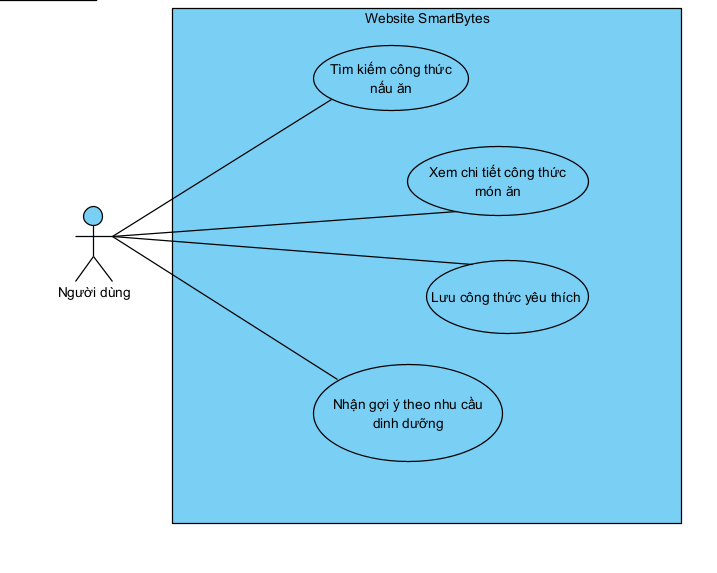 Website SmartBytes
Tìm kiếm công thức
nấu ăn
Xem chi tiết công thức
món ăn
Người dùng
Lưu công thức yêu thích
Nhận gợi ý theo nhu cầu
dinh dưỡng